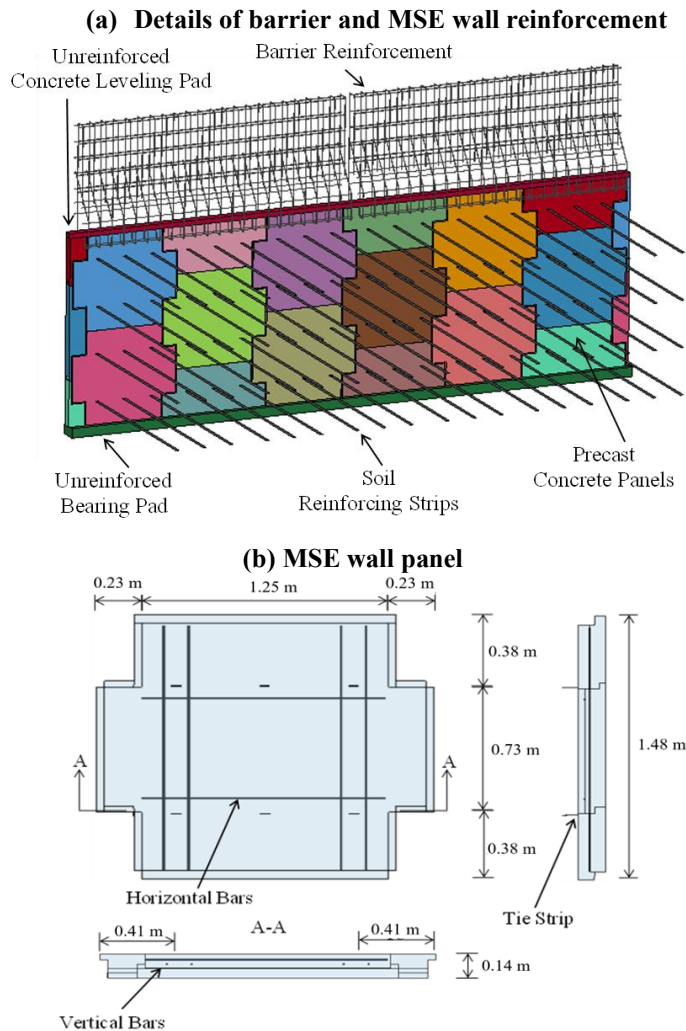 (a) Details of barrier and MSE wall reinforcement
Unreinforced
Concrete Leveling Pad
Barrier Reinforcement
Unreinforced
Bearing Pad
Soil
Reinforcing Strips
Precast
Concrete Panels
(b) MSE wall panel
0.23 m
1.25 m
0.23 m
0.38 m
0.73 m
1.48 m
A
A
0.38 m
Horizontal Bars
Tie Strip
0.41 m
A-A
0.41 m
0.14 m
Vertical Bars